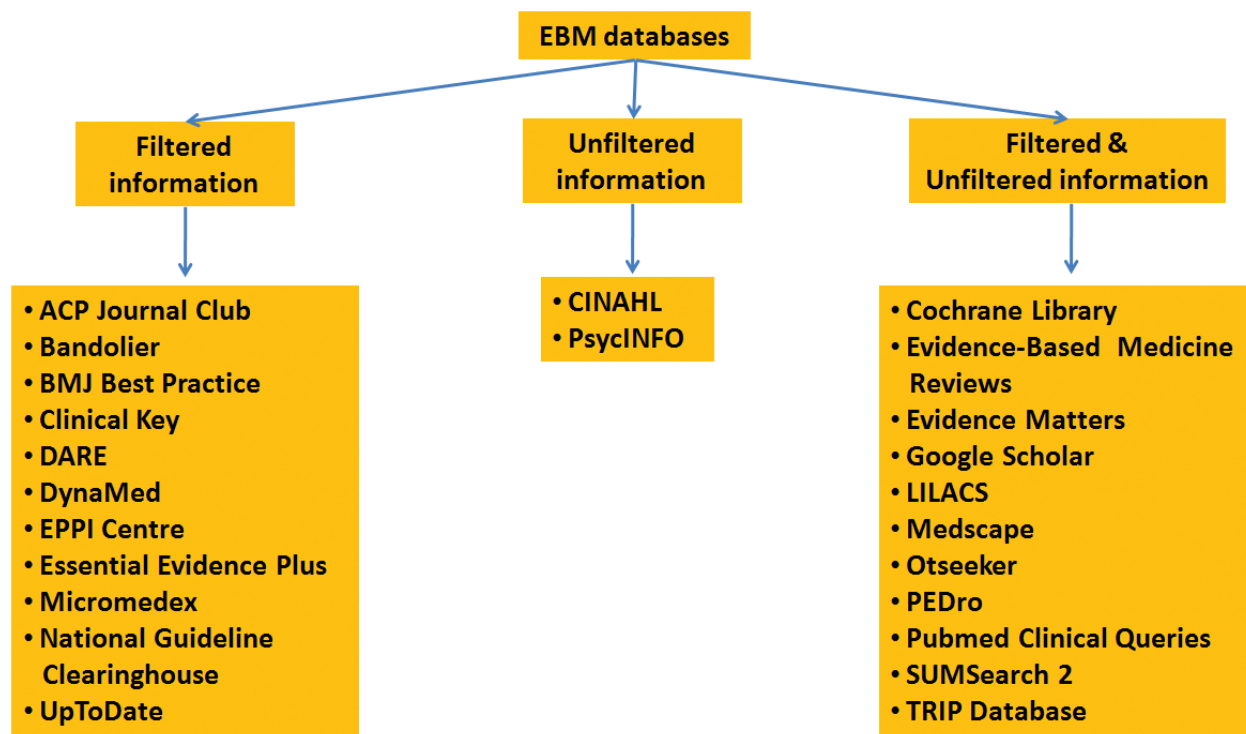 EBM databases
Filtered
information
Unfiltered
information
Filtered &
Unfiltered information
• ACP Journal Club
• Bandolier
• BMJ Best Practice
• Clinical Key
• DARE
• DynaMed
• EPPI Centre
• Essential Evidence Plus
• Micromedex
• National Guideline
Clearinghouse
• UpToDate
• CINAHL
• PsycINFO
• Cochrane Library
• Evidence-Based Medicine
Reviews
• Evidence Matters
• Google Scholar
• LILACS
• Medscape
• Otseeker
• PEDro
• Pubmed Clinical Queries
• SUMSearch 2
• TRIP Database